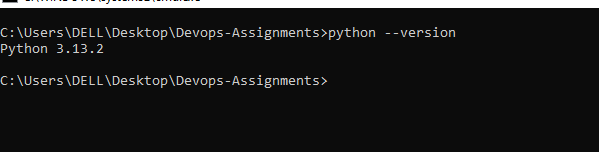 C:\Users\DELL\Desktop\Devops-Assignments>python --version
Python 3.13.2
C:\Users\DELL\Desktop\Devops-Assignments>